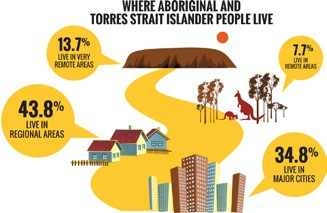 WHERE ABORIGINAL AND
TORRES STRAIT ISLANDER PEOPLE LIVE
13.7%
LIVE IN VERY
REMOTE AREAS
7.7%
LIVE IN
REMOTE AREAS
43.8%
LIVE IN
REGIONAL AREAS
34.8%
LIVE IN
MAJOR CITIES